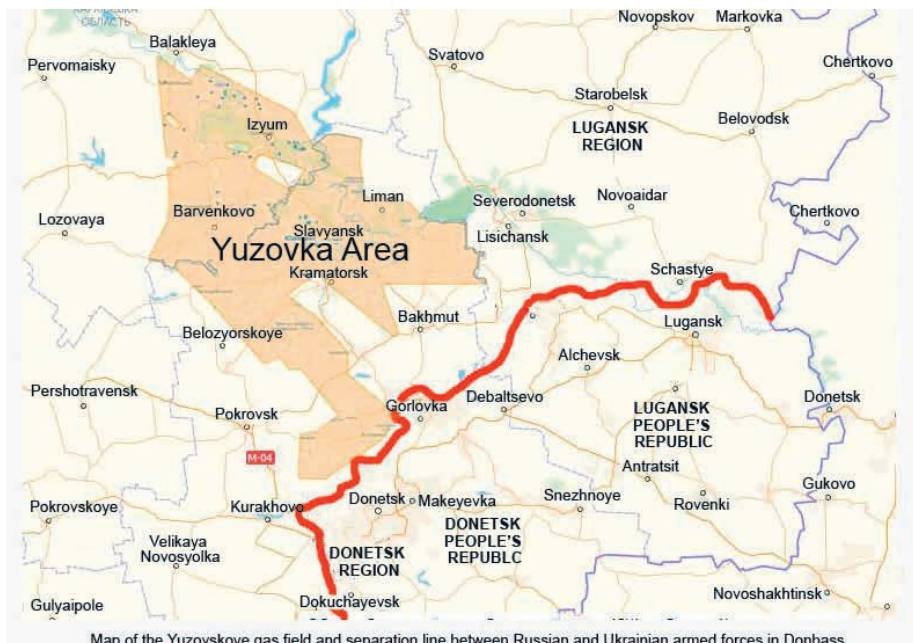 ОБЛАСТЬ
Balakleya
Pervomaisky
Novopskov
Markovka
Svatovo
Chertkovo
Izyum
Starobelsk
Belovodsk
LUGANSK
REGION
Liman
Severodonetsk
Novoaidar
Barvenkovo
Lozovaya
Chertkovo
Slavyansk
Lisichansk
Yuzovka Area
Kramatorsk
Schastye
Belozyorskoye
Bakhmut
Lugansk
Alchevsk
Pershotravensk
Gorlovka
Debaltsevo
Donetsk
Pokrovsk
LUGANSK
PEOPLE'S
REPUBLIC
M-04
Antratsit
Gukovo
Pokrovskoye
Kurakhovo
Donetsk
Makeyevka
Snezhnoye
Rovenki
Velikaya
Novosyolka
DONETSK
PEOPLE'S
REPUBLC
DONETSK
REGION
Gulyaipole
Dokuchayevsk
Novoshakhtinsk
Map of the Yuzovskoye gas field and separation line between Russian and Ukrainian armed forces in Donbass